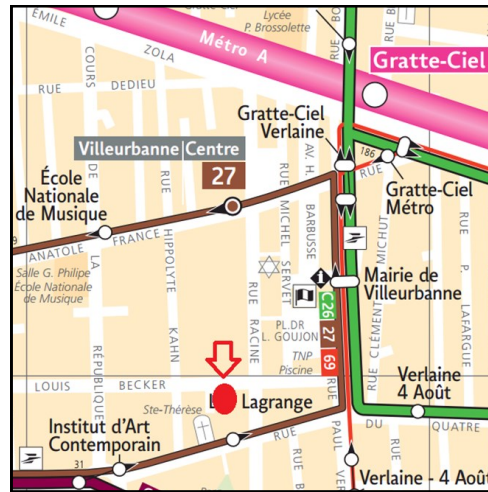 Lycée
P. Brossolette
ÉMILE
ZOLA
Métro A
Gratte-Ciel
COURS
DE
LA
RÉPUBLIQUE
RUE
DEDIEU
Gratte-Ciel
Verlaine
Villeurbanne Centre
27
186
RUE
École
Nationale
de Musique
Gratte-Ciel
Métro
RUE
HIPPOLYTE
KAHN
RUE
MICHEL
SERVET
AV. H.
BARBUSSE
ANATOLE
FRANCE
Salle G. Philipe
École Nationale
de Musique
RUE
RACINE
Mairie de
Villeurbanne
C26
27
69
RUE
CLÉMENT
MICHUT
RUE
P.
LAFARGUE
PL.DR
L. GOUJON
TNP
Piscine
LOUIS
BECKER
Lagrange
Verlaine
4 Août
Ste-Thérèse
Institut d'Art
Contemporain
RUE
RUE
PAUL
DU
QUATRE
31
Verlaine - 4 Août